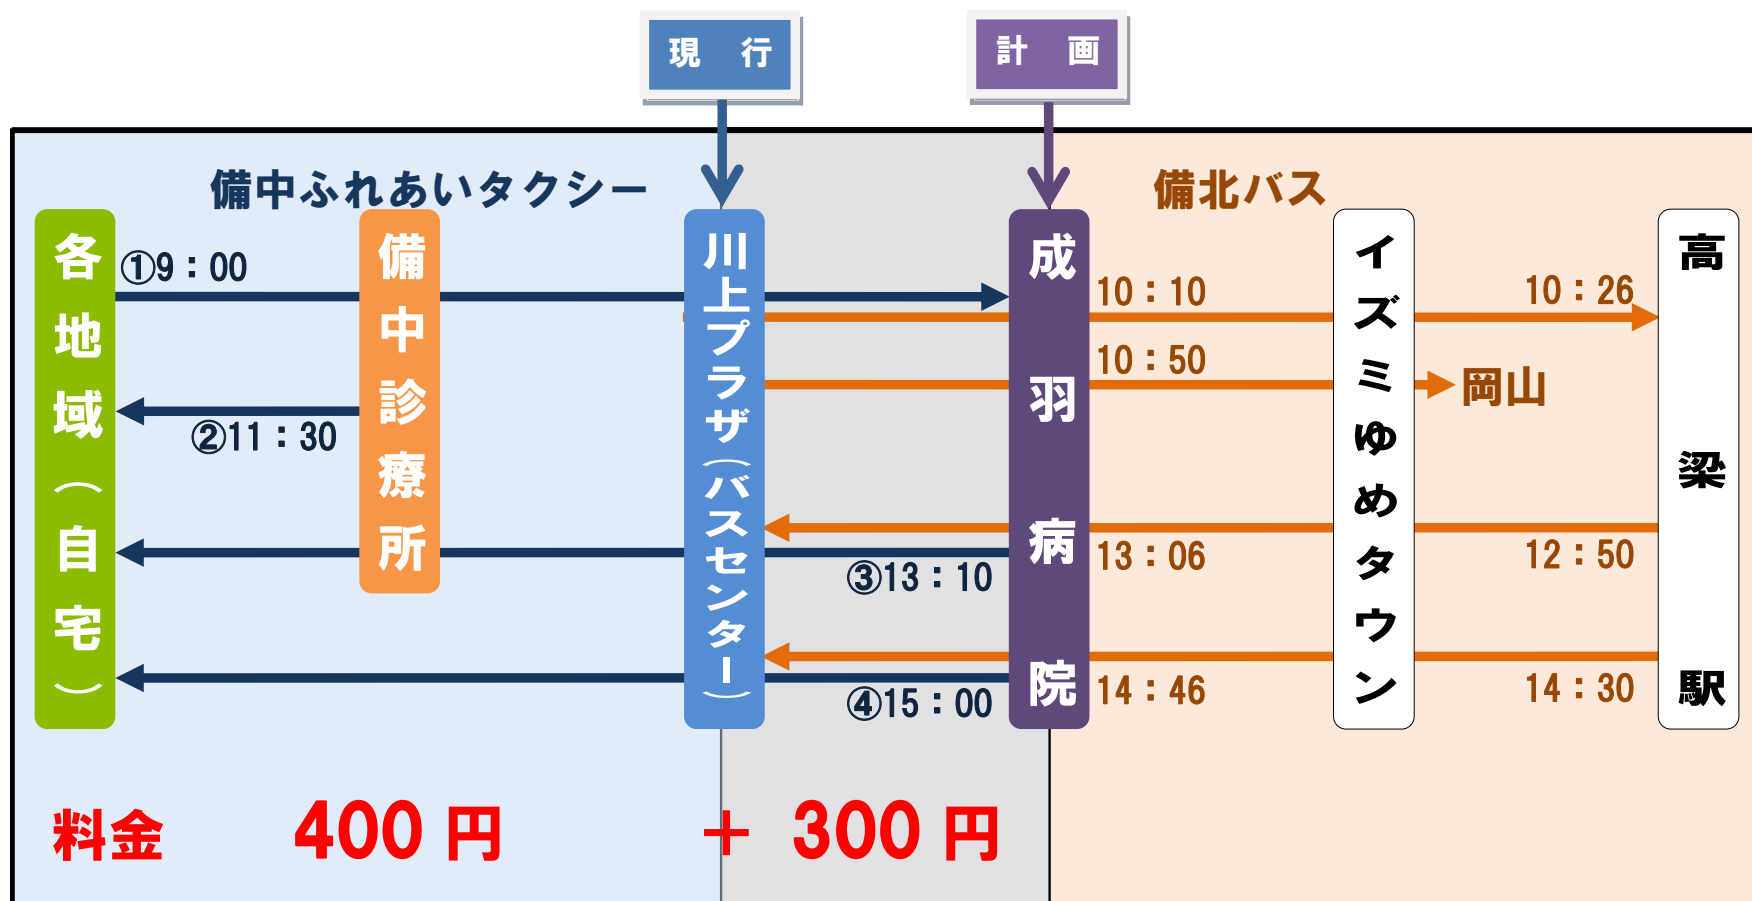 現 行
計 画
備中ふれあいタクシー
備北バス
各地域（自宅）
備中診療所
川上プラザ（バスセンター）
成羽病院
イズミゆめタウン
高梁駅
①9：00
10：10
10：26
10：50
岡山
②11：30
③13：10
13：06
12：50
④15：00
14：46
14：30
料金 400円 ＋ 300円